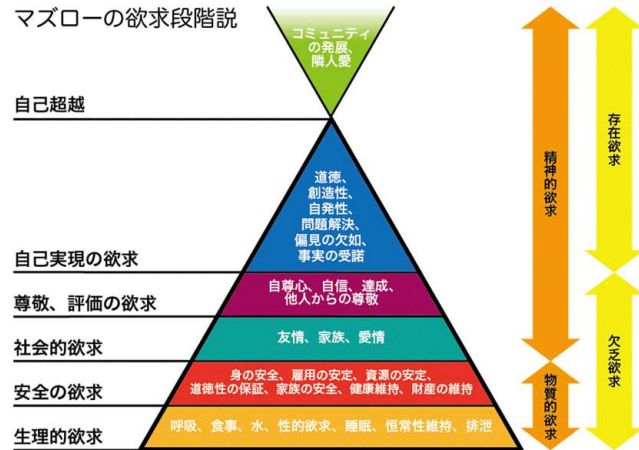 マズローの欲求段階説
コミュニティ
の発展、
隣人愛
自己超越
道徳、
創造性、
自発性、
問題解決、
偏見の欠如、
事実の受諾
自己実現の欲求
自尊心、自信、達成、
他人からの尊敬
尊敬、評価の欲求
友情、家族、愛情
社会的欲求
身の安全、雇用の安定、資源の安定、
道徳性の保証、家族の安全、健康維持、財産の維持
安全の欲求
呼吸、食事、水、性的欲求、睡眠、恒常性維持、排泄
生理的欲求
精神的欲求
物質的欲求
存在欲求
欠乏欲求